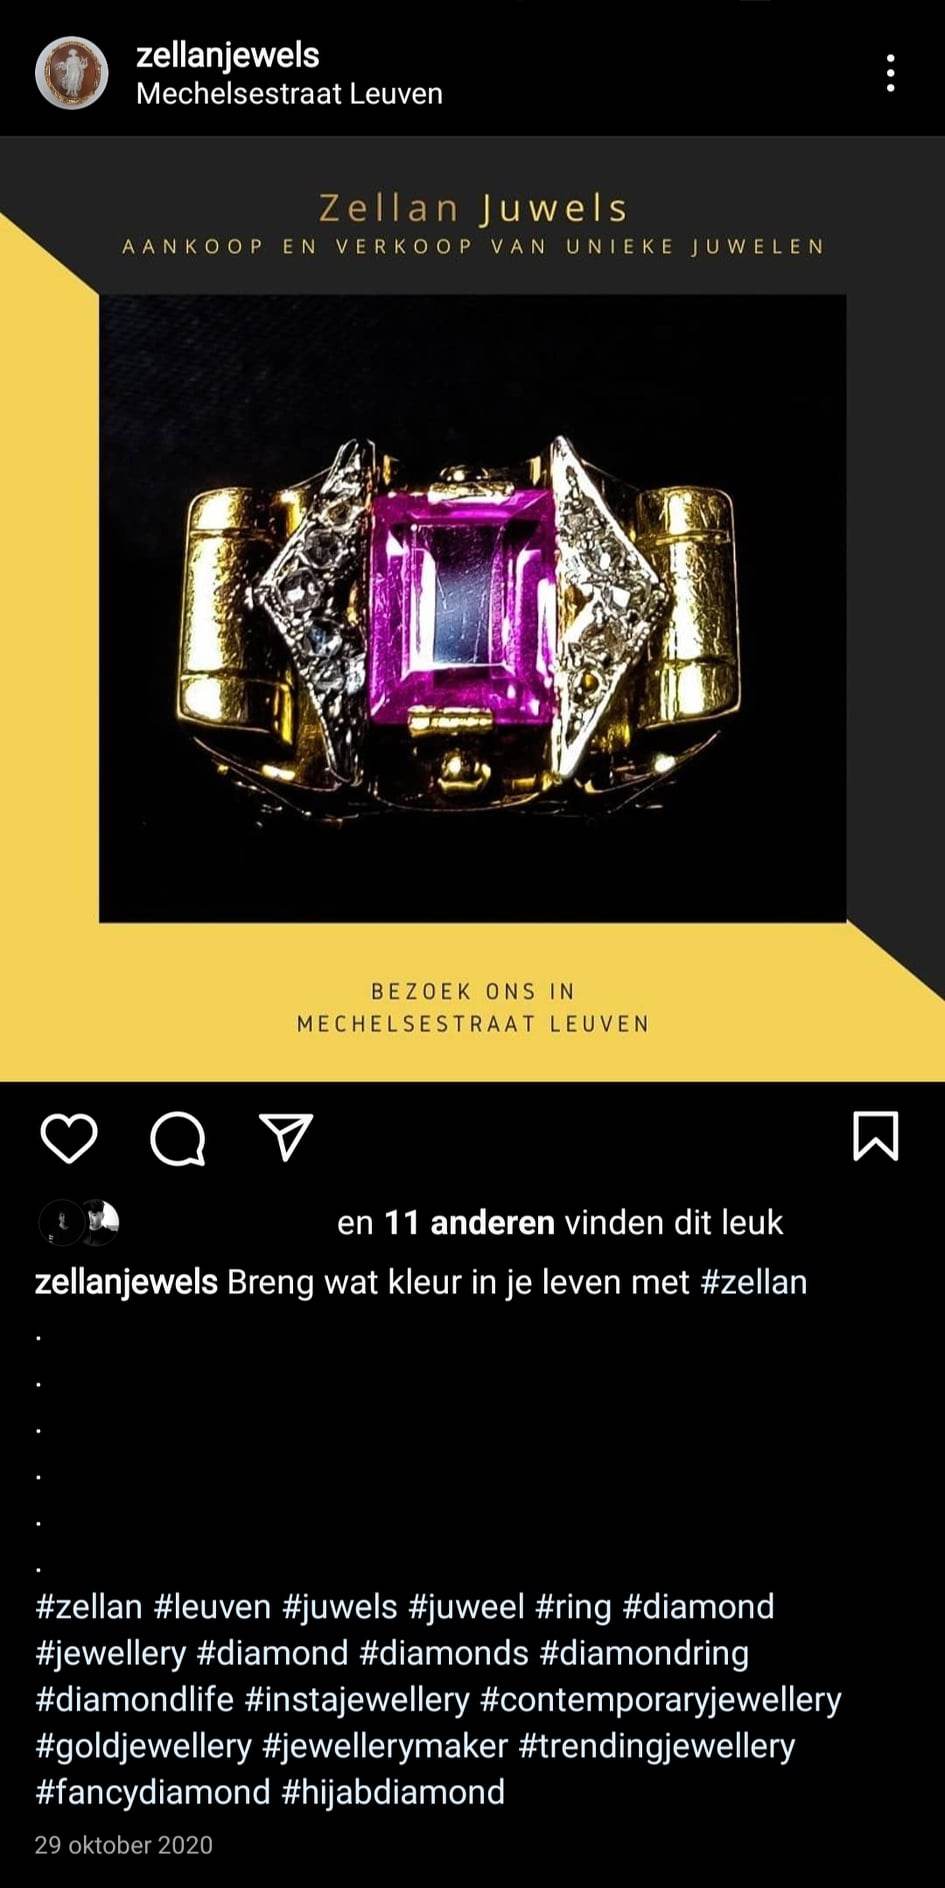 zellanjewels
Mechelsestraat Leuven
Zellan Juwels
AANKOOP EN VERKOOP VAN UNIEKE JUWELEN
BEZOEK ONS IN
MECHELSESTRAAT LEUVEN
en 11 anderen vinden dit leuk
zellanjewels Breng wat kleur in je leven met #zellan
.
.
.
.
.
.
#zellan #leuven #juwels #juweel #ring #diamond
#jewellery #diamond #diamonds #diamondring
#diamondlife #instajewellery #contemporaryjewellery
#goldjewellery #jewellerymaker #trendingjewellery
#fancydiamond #hijabdiamond
29 oktober 2020